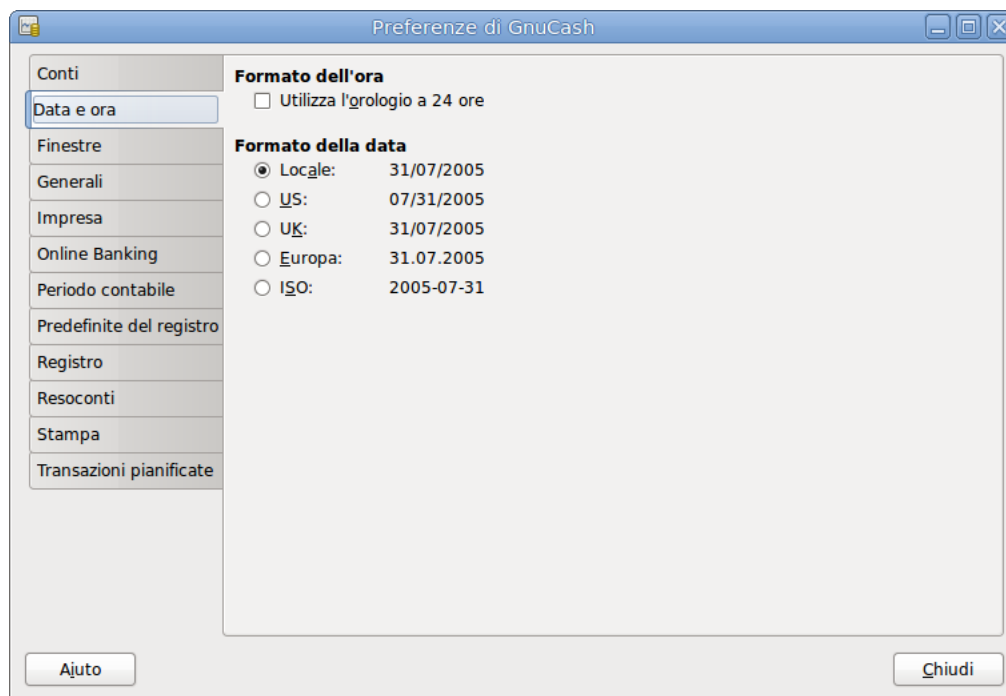 Preferenze di GnuCash
Conti
Data e ora
Finestre
Generali
Impresa
Online Banking
Periodo contabile
Predefinite del registro
Registro
Resoconti
Stampa
Transazioni pianificate
Formato dell'ora
Utilizza l'orologio a 24 ore
Formato della data
Locale: 31/07/2005
US: 07/31/2005
UK: 31/07/2005
Europa: 31.07.2005
ISO: 2005-07-31
Aiuto
Chiudi